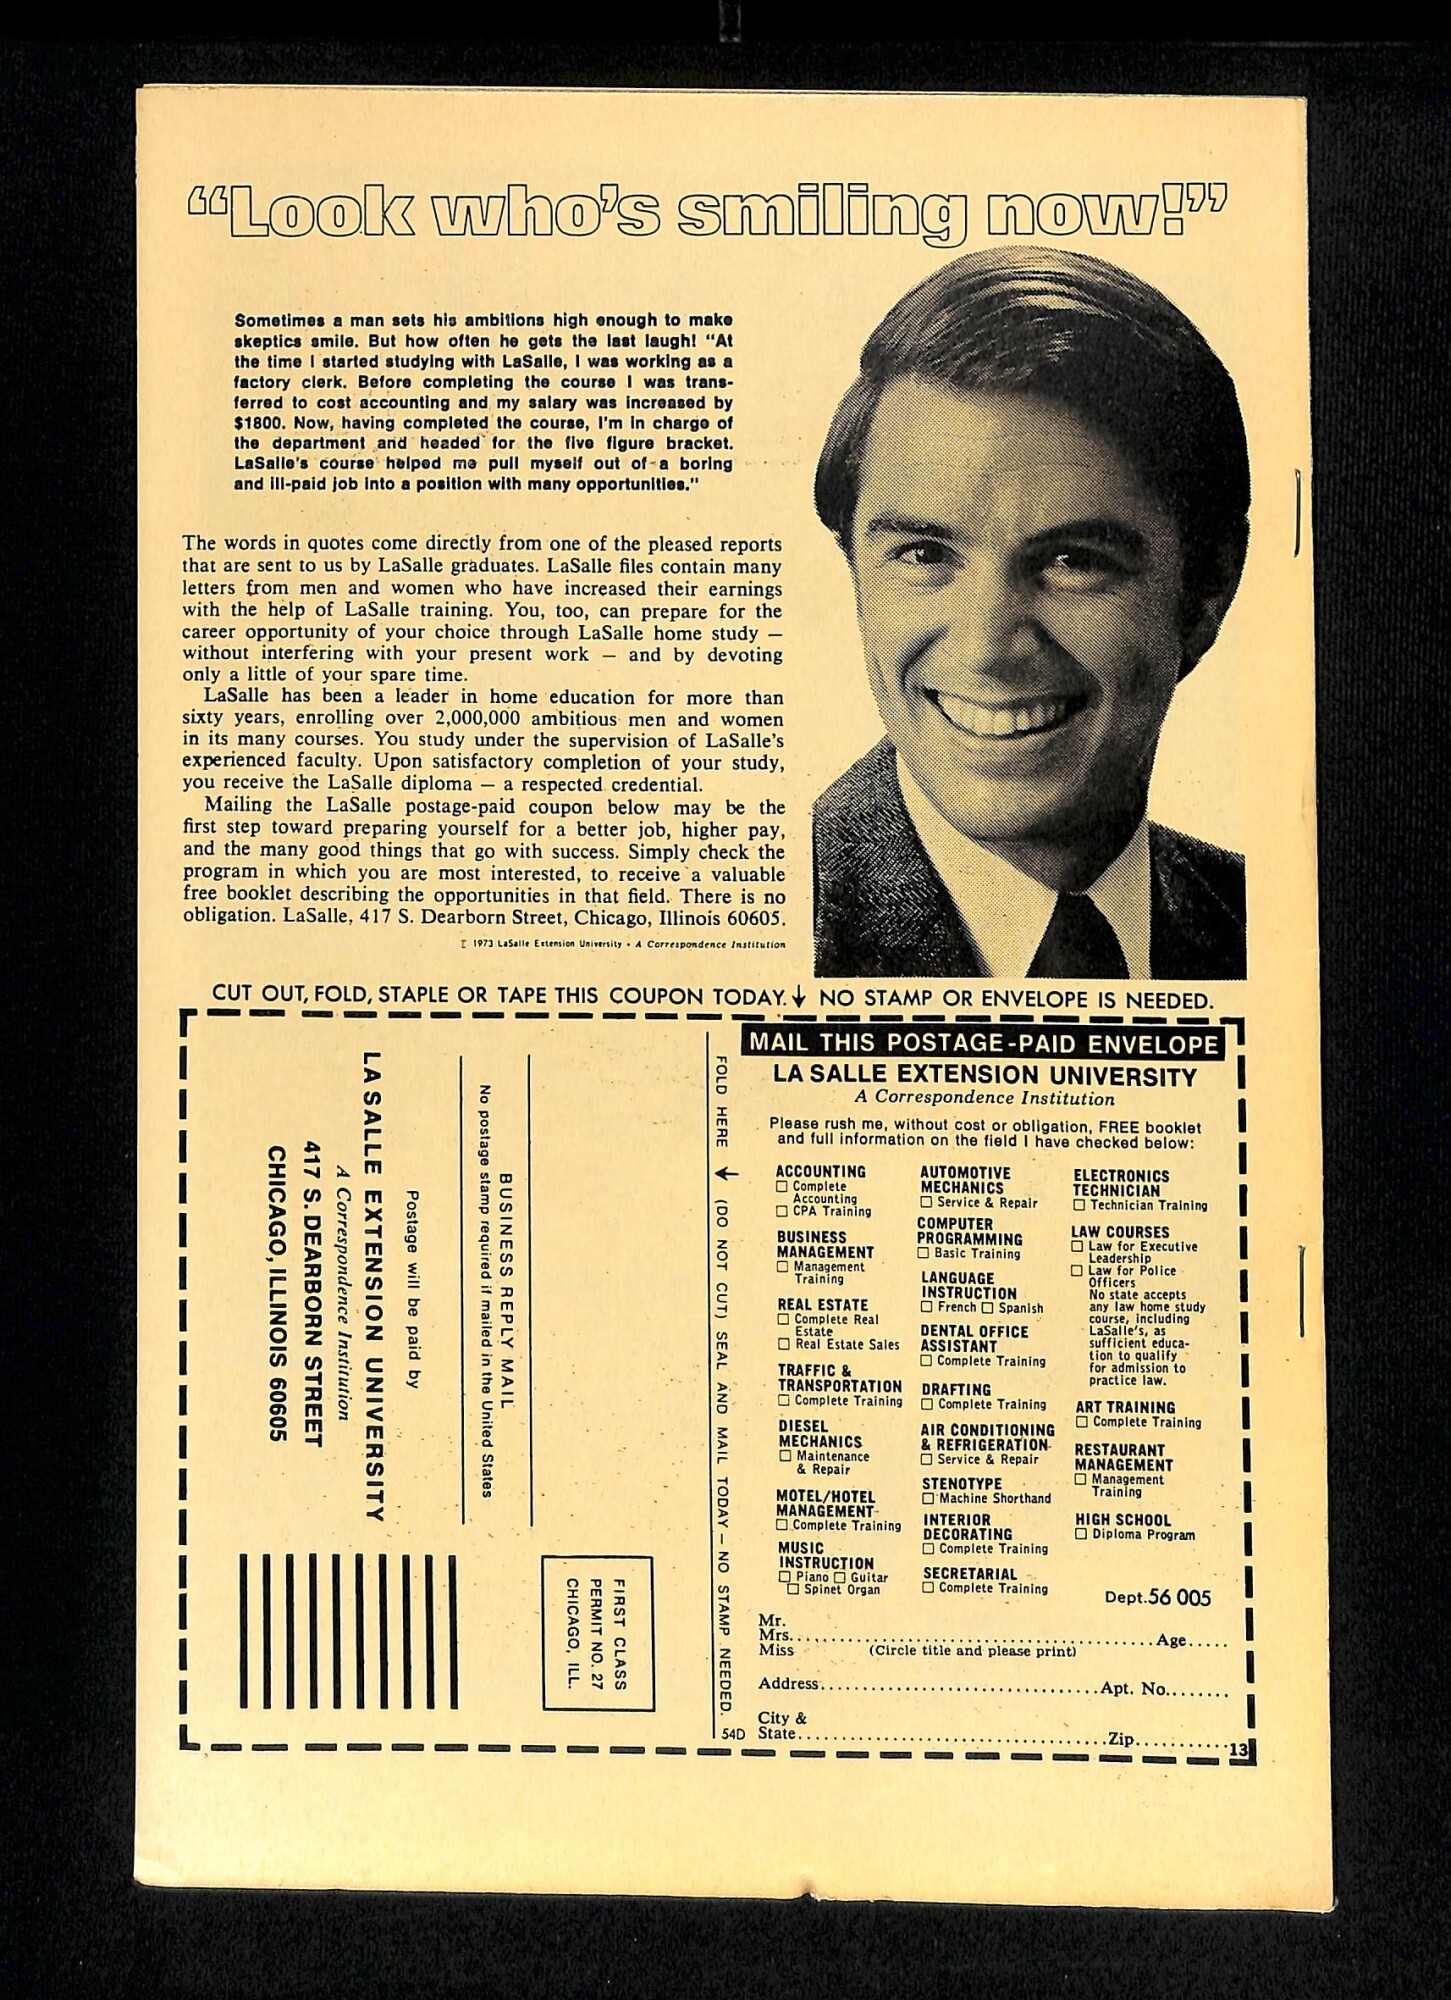 “Look who’s smiling now!”
Sometimes a man sets his ambitions high enough to make
skeptics smile. But how often he gets the last laugh! "At
the time I started studying with LaSalle, I was working as a
factory clerk. Before completing the course I was trans-
ferred to cost accounting and my salary was increased by
$1800. Now, having completed the course, I'm in charge of
the department and headed for the five figure bracket.
LaSalle's course helped me pull myself out of a boring
and ill-paid job into a position with many opportunities."
The words in quotes come directly from one of the pleased reports
that are sent to us by LaSalle graduates. LaSalle files contain many
letters from men and women who have increased their earnings
with the help of LaSalle training. You, too, can prepare for the
career opportunity of your choice through LaSalle home study —
without interfering with your present work — and by devoting
only a little of your spare time.
LaSalle has been a leader in home education for more than
sixty years, enrolling over 2,000,000 ambitious men and women
in its many courses. You study under the supervision of LaSalle's
experienced faculty. Upon satisfactory completion of your study,
you receive the LaSalle diploma — a respected credential.
Mailing the LaSalle postage-paid coupon below may be the
first step toward preparing yourself for a better job, higher pay,
and the many good things that go with success. Simply check the
program in which you are most interested, to receive a valuable
free booklet describing the opportunities in that field. There is no
obligation. LaSalle, 417 S. Dearborn Street, Chicago, Illinois 60605.
1973 LaSalle Extension University • A Correspondence Institution
CUT OUT, FOLD, STAPLE OR TAPE THIS COUPON TODAY. ↓ NO STAMP OR ENVELOPE IS NEEDED.
FIRST CLASS
PERMIT NO. 27
CHICAGO, ILL.
BUSINESS REPLY MAIL
No postage stamp required if mailed in the United States
Postage will be paid by
LA SALLE EXTENSION UNIVERSITY
A Correspondence Institution
417 S. DEARBORN STREET
CHICAGO, ILLINOIS 60605
FOLD HERE ↓ (DO NOT CUT) SEAL AND MAIL TODAY — NO STAMP NEEDED.
54D
MAIL THIS POSTAGE-PAID ENVELOPE
LA SALLE EXTENSION UNIVERSITY
A Correspondence Institution
Please rush me, without cost or obligation, FREE booklet
and full information on the field I have checked below:
ACCOUNTING
☐ Complete
Accounting
☐ CPA Training
BUSINESS
MANAGEMENT
☐ Management
Training
REAL ESTATE
☐ Complete Real
Estate
☐ Real Estate Sales
TRAFFIC &
TRANSPORTATION
☐ Complete Training
DIESEL
MECHANICS
☐ Maintenance
& Repair
MOTEL/HOTEL
MANAGEMENT
☐ Complete Training
MUSIC
INSTRUCTION
☐ Piano ☐ Guitar
☐ Spinet Organ
AUTOMOTIVE
MECHANICS
☐ Service & Repair
COMPUTER
PROGRAMMING
☐ Basic Training
LANGUAGE
INSTRUCTION
☐ French ☐ Spanish
DENTAL OFFICE
ASSISTANT
☐ Complete Training
DRAFTING
☐ Complete Training
AIR CONDITIONING
& REFRIGERATION
☐ Service & Repair
STENOTYPE
☐ Machine Shorthand
INTERIOR
DECORATING
☐ Complete Training
SECRETARIAL
☐ Complete Training
ELECTRONICS
TECHNICIAN
☐ Technician Training
LAW COURSES
☐ Law for Executive
Leadership
☐ Law for Police
Officers
No state accepts
any law home study
course, including
LaSalle's, as
sufficient educa-
tion to qualify
for admission to
practice law.
ART TRAINING
☐ Complete Training
RESTAURANT
MANAGEMENT
☐ Management
Training
HIGH SCHOOL
☐ Diploma Program
Dept. 56 005
Mr.
Mrs. Age
Miss (Circle title and please print)
Address Apt. No.
City &
State Zip
13